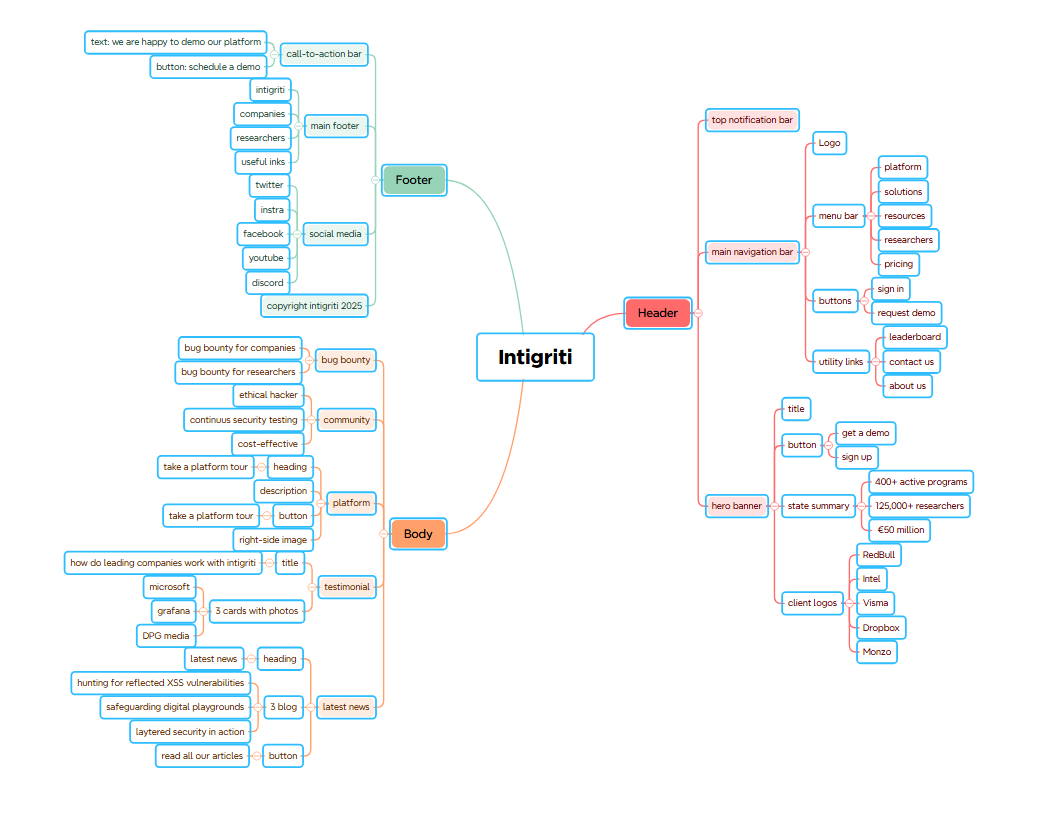 Intigriti
Header
top notification bar
main navigation bar
Logo
menu bar
platform
solutions
resources
researchers
pricing
buttons
sign in
request demo
utility links
leaderboard
contact us
about us
hero banner
title
button
get a demo
sign up
state summary
400+ active programs
125,000+ researchers
€50 million
client logos
RedBull
Intel
Visma
Dropbox
Monzo
Footer
call-to-action bar
text: we are happy to demo our platform
button: schedule a demo
main footer
intigriti
companies
researchers
useful inks
social media
twitter
instra
facebook
youtube
discord
copyright intigriti 2025
Body
bug bounty
bug bounty for companies
bug bounty for researchers
community
ethical hacker
continuus security testing
cost-effective
platform
heading
take a platform tour
description
button
take a platform tour
right-side image
testimonial
title
how do leading companies work with intigriti
3 cards with photos
microsoft
grafana
DPG media
latest news
heading
latest news
3 blog
hunting for reflected XSS vulnerabilities
safeguarding digital playgrounds
laytered security in action
button
read all our articles